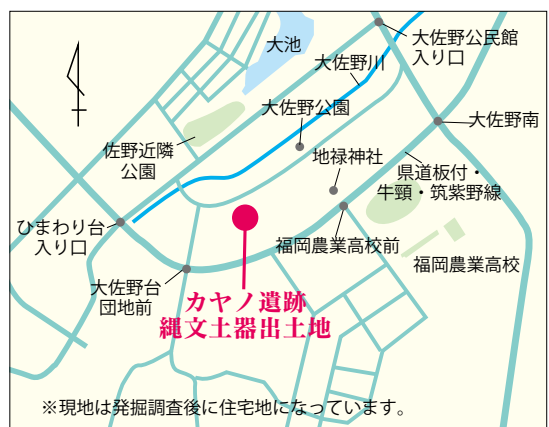 大池
大佐野公民館
入り口
大佐野川
大佐野公園
大佐野南
佐野近隣
公園
地禄神社
県道板付・
牛頸・筑紫野線
ひまわり台
入り口
福岡農業高校前
福岡農業高校
大佐野台
団地前
カヤノ遺跡
縄文土器出土地
※現地は発掘調査後に住宅地になっています。